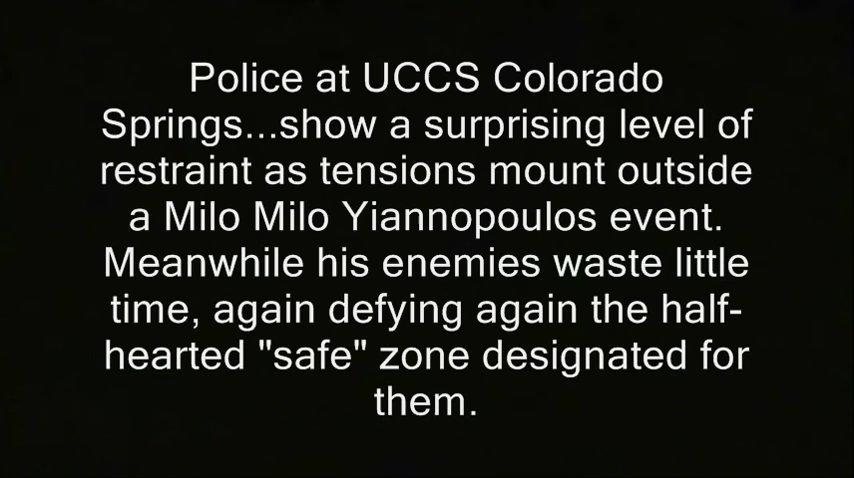 Police at UCCS Colorado
Springs...show a surprising level of
restraint as tensions mount outside
a Milo Milo Yiannopoulos event.
Meanwhile his enemies waste little
time, again defying again the half-
hearted "safe" zone designated for
them.